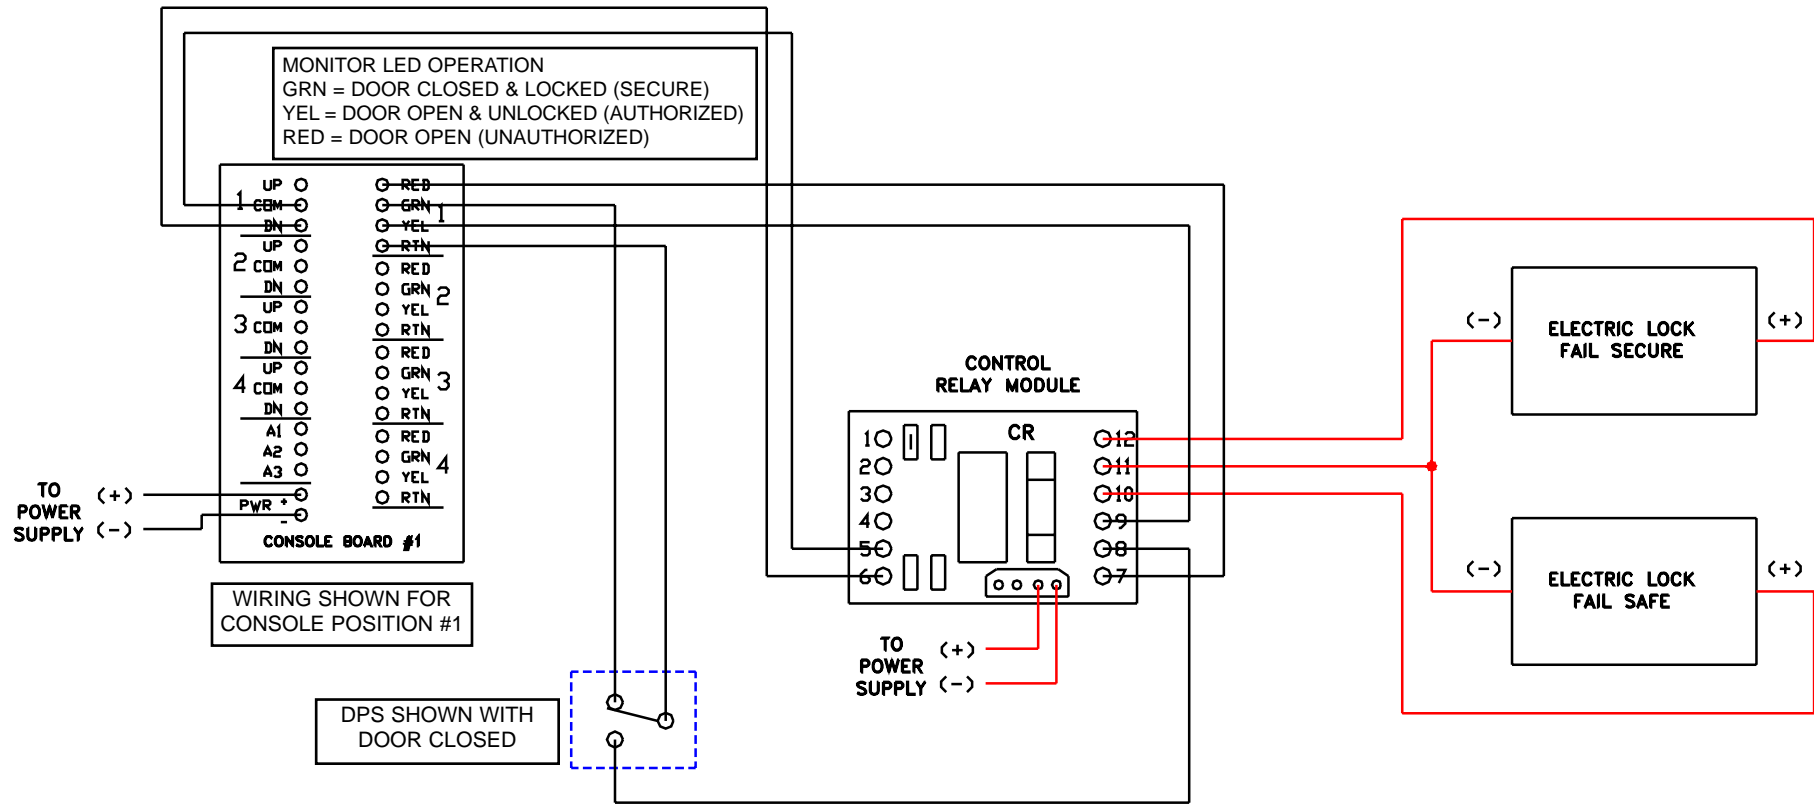 MONITOR LED OPERATION
GRN = DOOR CLOSED & LOCKED (SECURE)
YEL = DOOR OPEN & UNLOCKED (AUTHORIZED)
RED = DOOR OPEN (UNAUTHORIZED)
1
UP
COM
DN
2
UP
COM
DN
3
UP
COM
DN
4
UP
COM
DN
A1
A2
A3
PWR +
-
RED
GRN
YEL
RTN
1
RED
GRN
YEL
RTN
2
RED
GRN
YEL
RTN
3
RED
GRN
YEL
RTN
4
CONSOLE BOARD #1
TO
POWER
SUPPLY
(+)
(-)
WIRING SHOWN FOR
CONSOLE POSITION #1
DPS SHOWN WITH
DOOR CLOSED
CONTROL
RELAY MODULE
CR
1
2
3
4
5
6
12
11
10
9
8
7
TO
POWER
SUPPLY
(+)
(-)
(-)
ELECTRIC LOCK
FAIL SECURE
(+)
(-)
ELECTRIC LOCK
FAIL SAFE
(+)